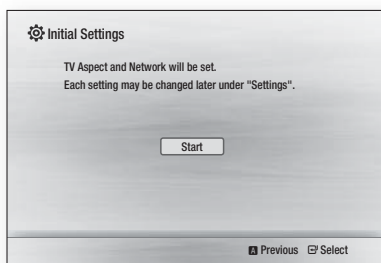 Initial Settings
TV Aspect and Network will be set.
Each setting may be changed later under "Settings".
Start
A Previous Select